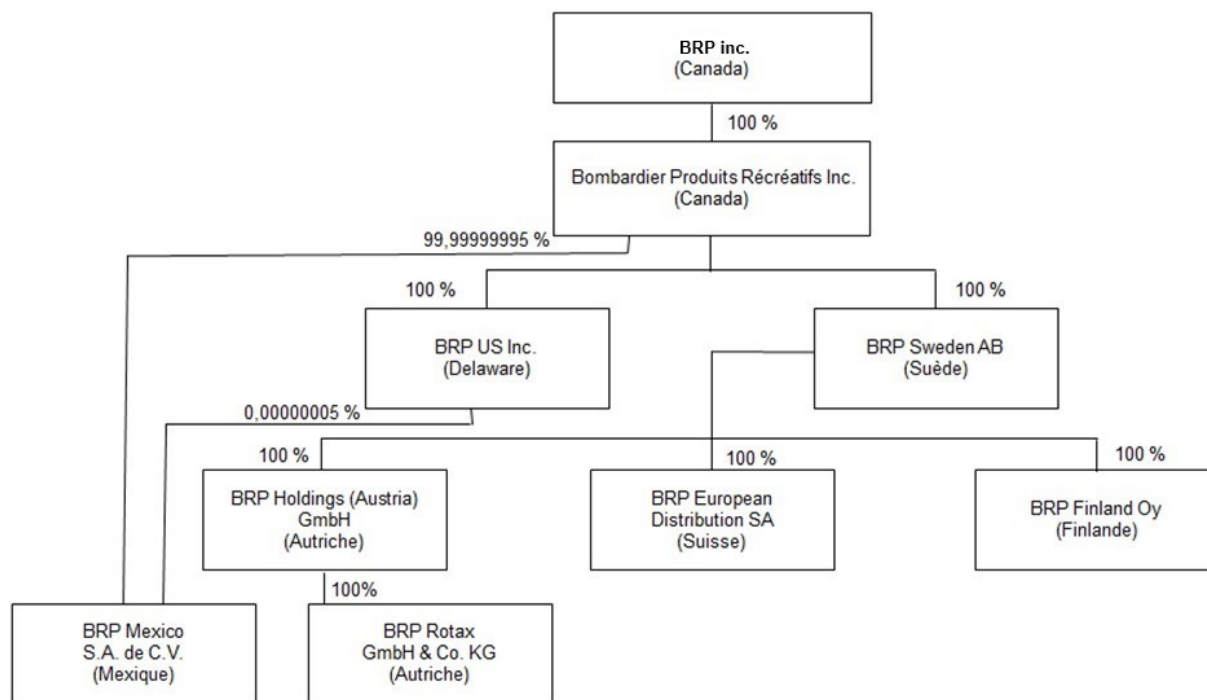 BRP inc.
(Canada)
100 %
Bombardier Produits Récréatifs Inc.
(Canada)
99,99999995 %
100 %
100 %
BRP US Inc.
(Delaware)
BRP Sweden AB
(Suède)
0,00000005 %
100 %
100 %
100 %
BRP Holdings (Austria)
GmbH
(Autriche)
BRP European
Distribution SA
(Suisse)
BRP Finland Oy
(Finlande)
100%
BRP Mexico
S.A. de C.V.
(Mexique)
BRP Rotax
GmbH & Co. KG
(Autriche)